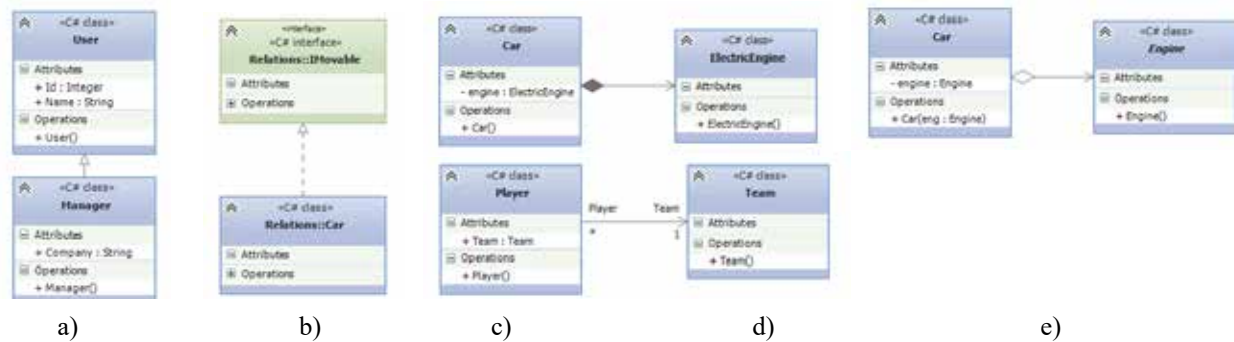 «C# class»
User
Attributes
+ Id : Integer
+ Name : String
Operations
+ User()
«C# class»
Manager
Attributes
+ Company : String
Operations
+ Manager()
a)
«C# interface»
Relations::IMovable
Attributes
Operations
«C# class»
Relations::Car
Attributes
Operations
b)
«C# class»
Car
Attributes
- engine : ElectricEngine
Operations
+ Car()
«C# class»
ElectricEngine
Attributes
Operations
+ ElectricEngine()
«C# class»
Player
Attributes
+ Team : Team
Operations
+ Player()
Player
*
Team
1
«C# class»
Team
Attributes
Operations
+ Team()
c)
d)
«C# class»
Car
Attributes
- engine : Engine
Operations
+ Car(eng : Engine)
«C# class»
Engine
Attributes
Operations
+ Engine()
e)